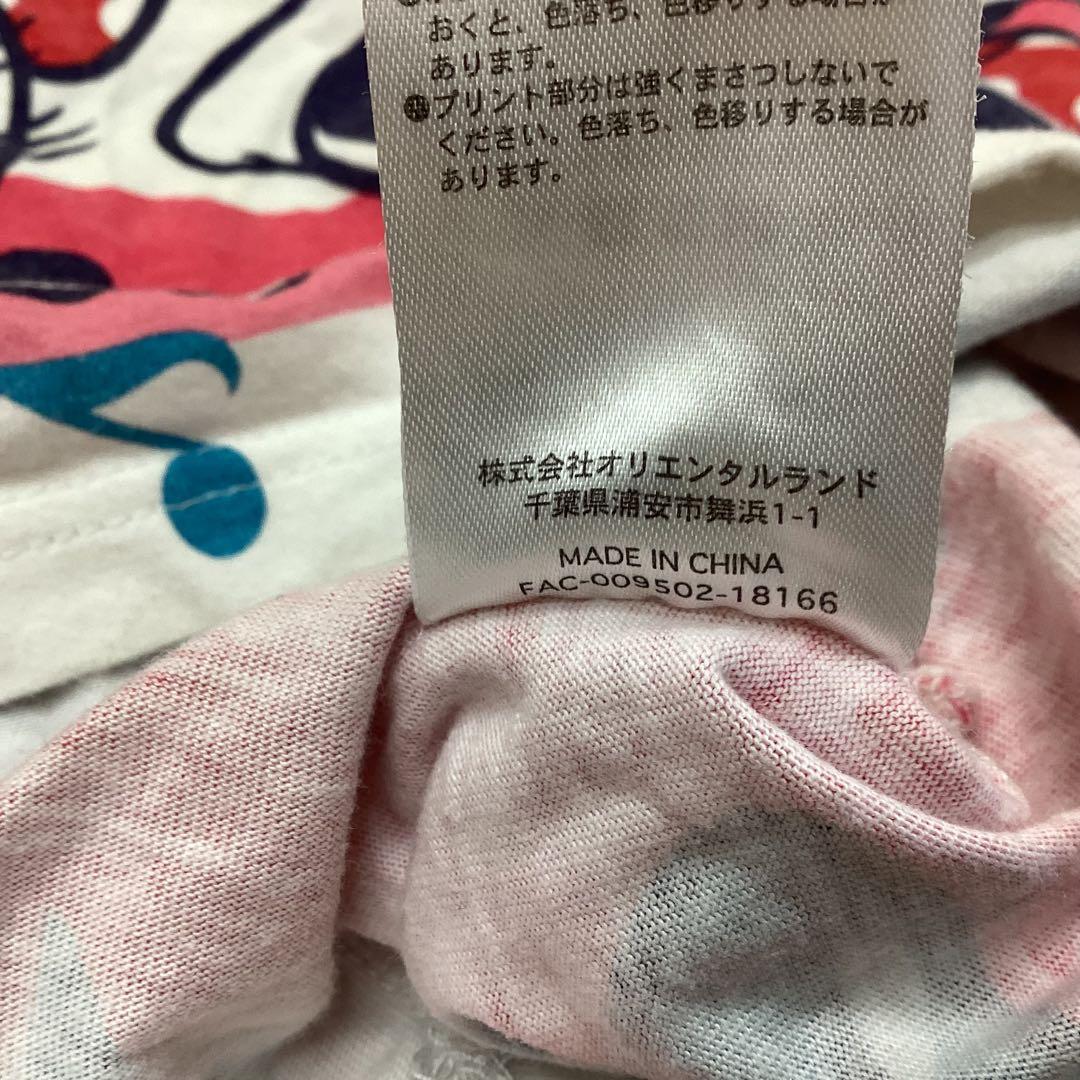 おくと、色落ち、色移りする場合が
あります。
プリント部分は強くまさつしないで
ください。色落ち、色移りする場合が
あります。
株式会社オリエンタルランド
千葉県浦安市舞浜1-1
MADE IN CHINA
FAC-009502-18166